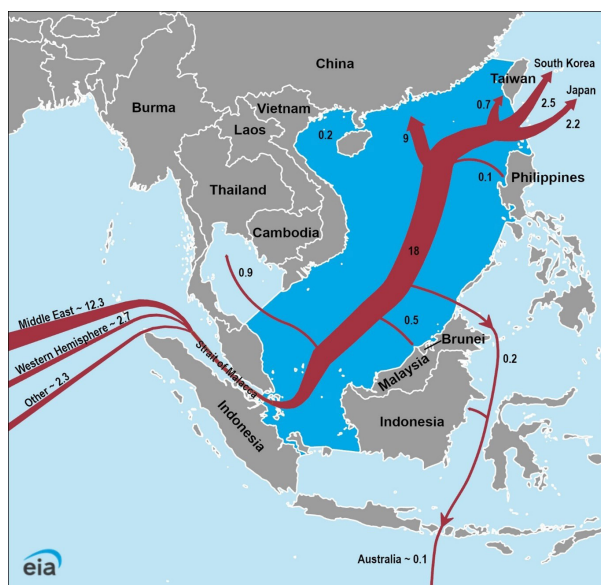 China
South Korea
Taiwan
Japan
Burma
Vietnam
0.7
2.5
Laos
0.2
9
2.2
Thailand
0.1
Philippines
Cambodia
18
0.9
Middle East ~ 12.3
Western Hemisphere ~ 2.7
Other ~ 2.3
Strait of Malacca
0.5
Brunei
Malaysia
0.2
Indonesia
Indonesia
Australia ~ 0.1
eia